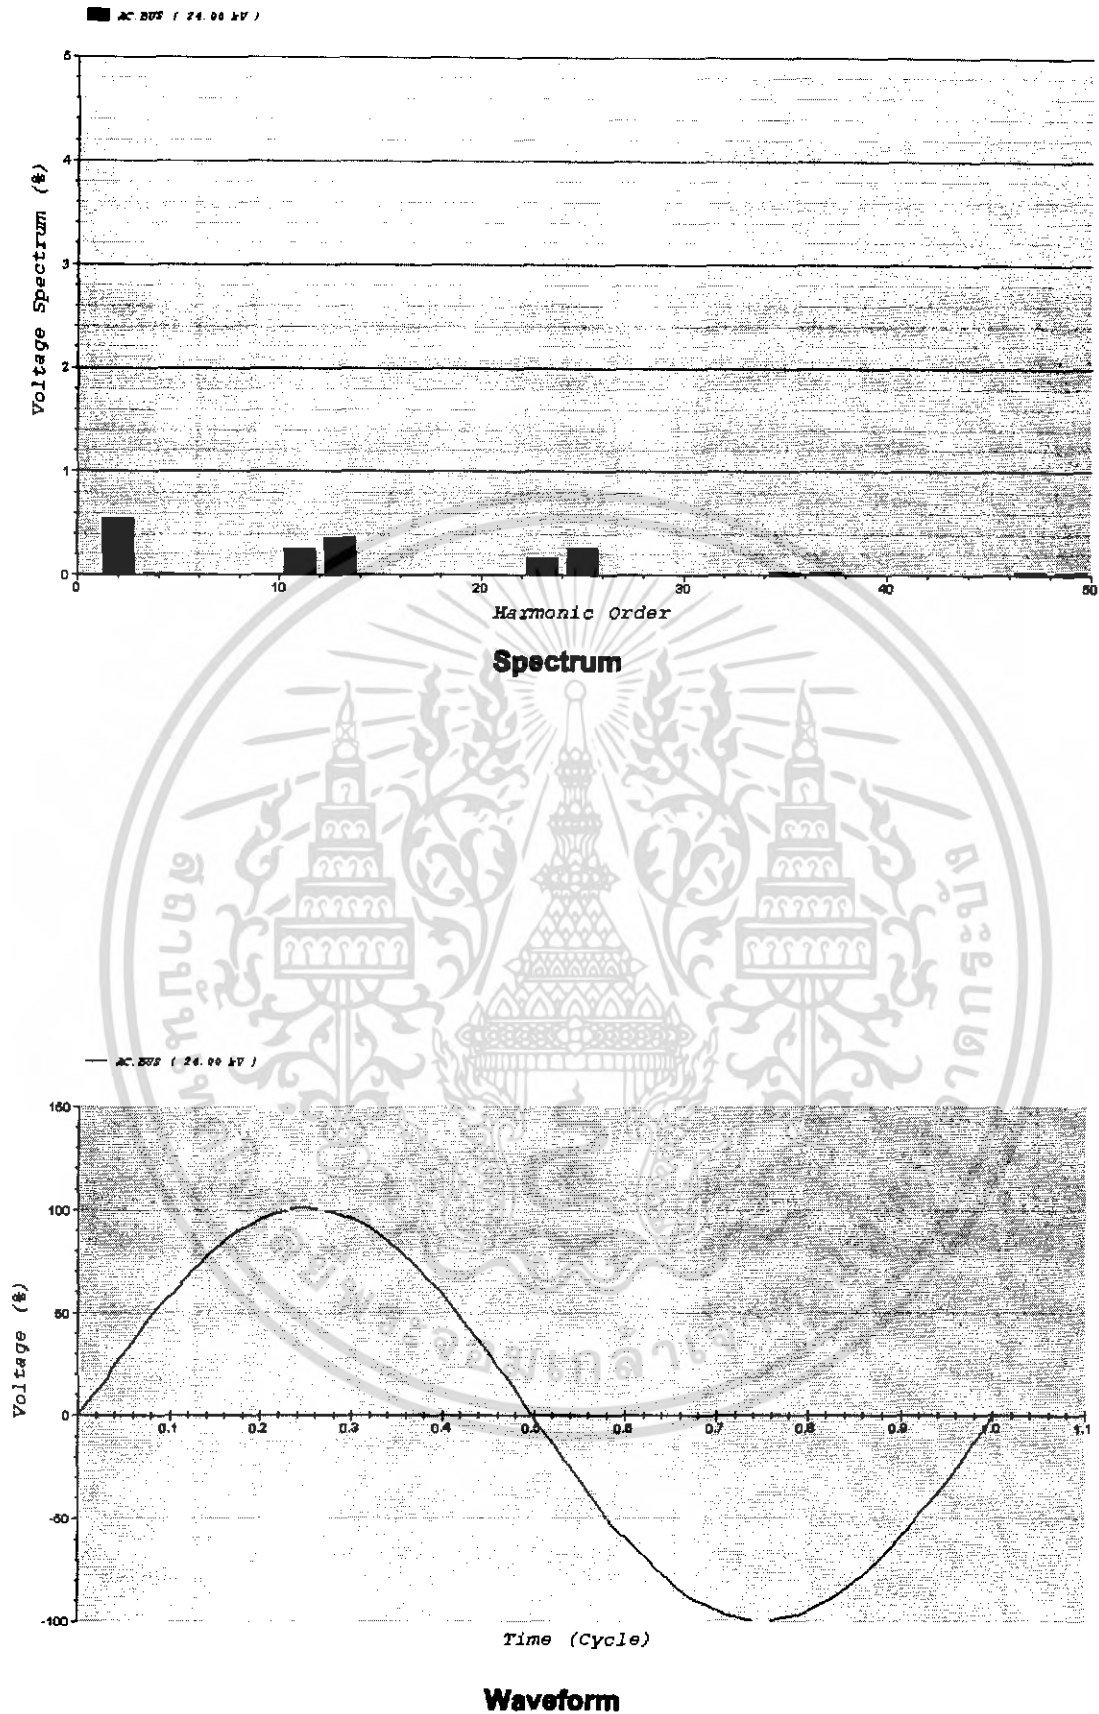 AC.BUS ( 24.00 kV )
5
4
3
2
1
0
Voltage Spectrum (%)
0 10 20 30 40 50
Harmonic Order
Spectrum
AC.BUS ( 24.00 kV )
150
100
50
0
-50
-100
Voltage (%)
0.1 0.2 0.3 0.4 0.5 0.6 0.7 0.8 0.9 1.0 1.1
Time (Cycle)
Waveform